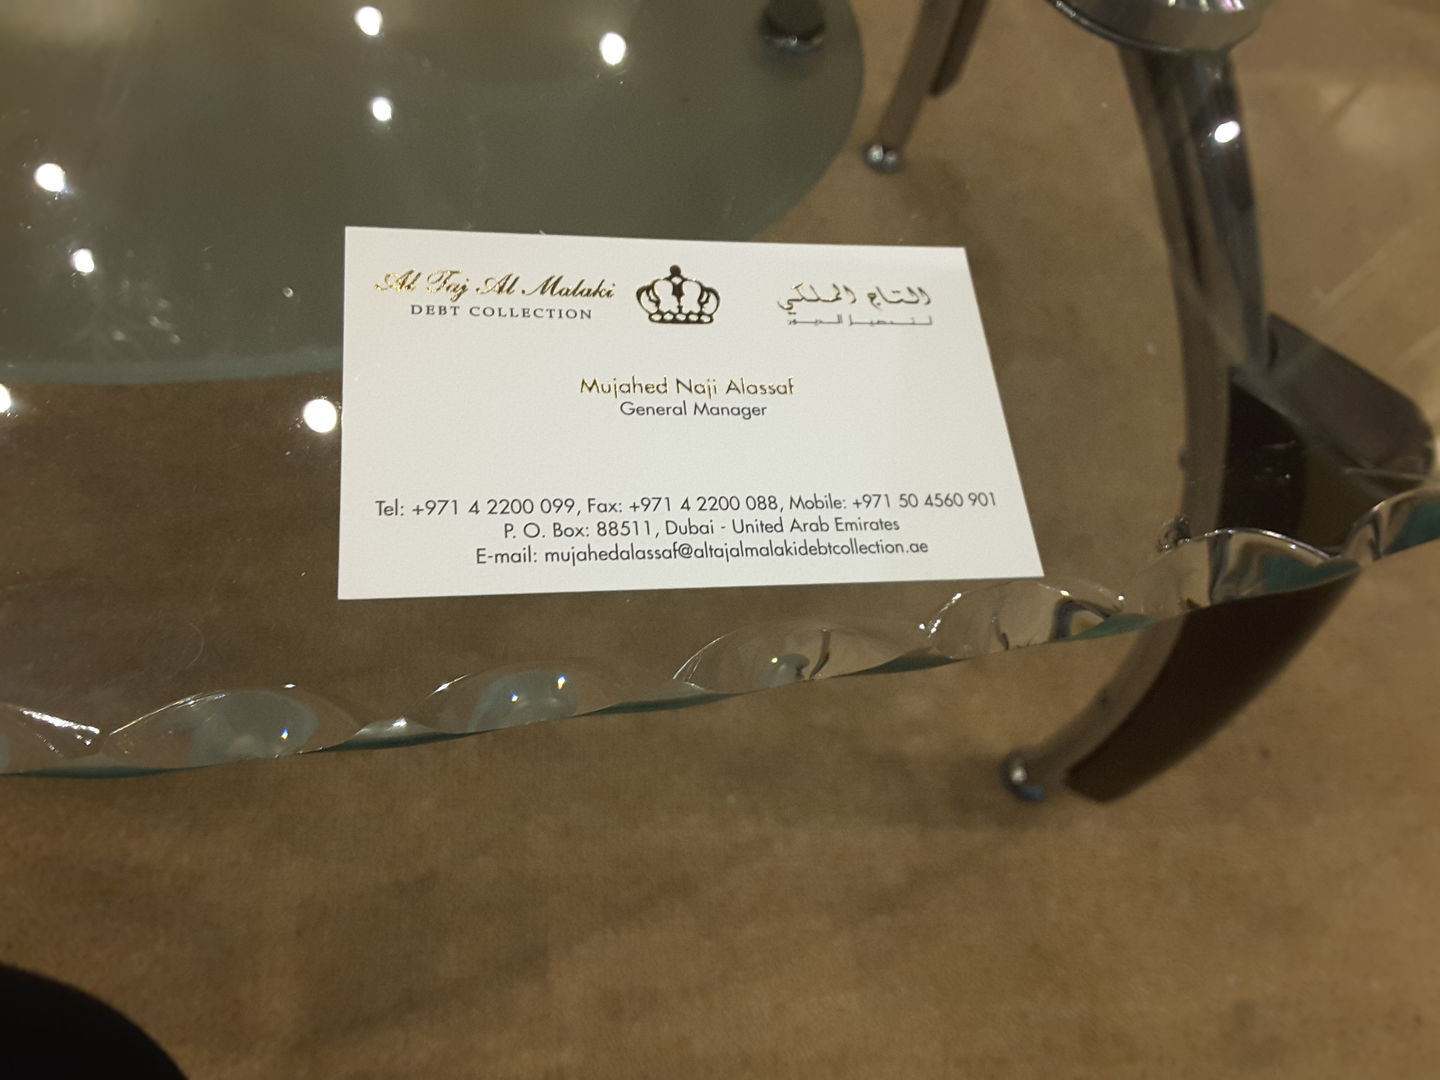 Al Taj Al Malaki
DEBT COLLECTION
التاج الملكي
لتحصيل الديون
Mujahed Naji Alassaf
General Manager
Tel: +971 4 2200 099, Fax: +971 4 2200 088, Mobile: +971 50 4560 901
P. O. Box: 88511, Dubai - United Arab Emirates
E-mail: mujahedalassaf@altajalmalakidebtcollection.ae